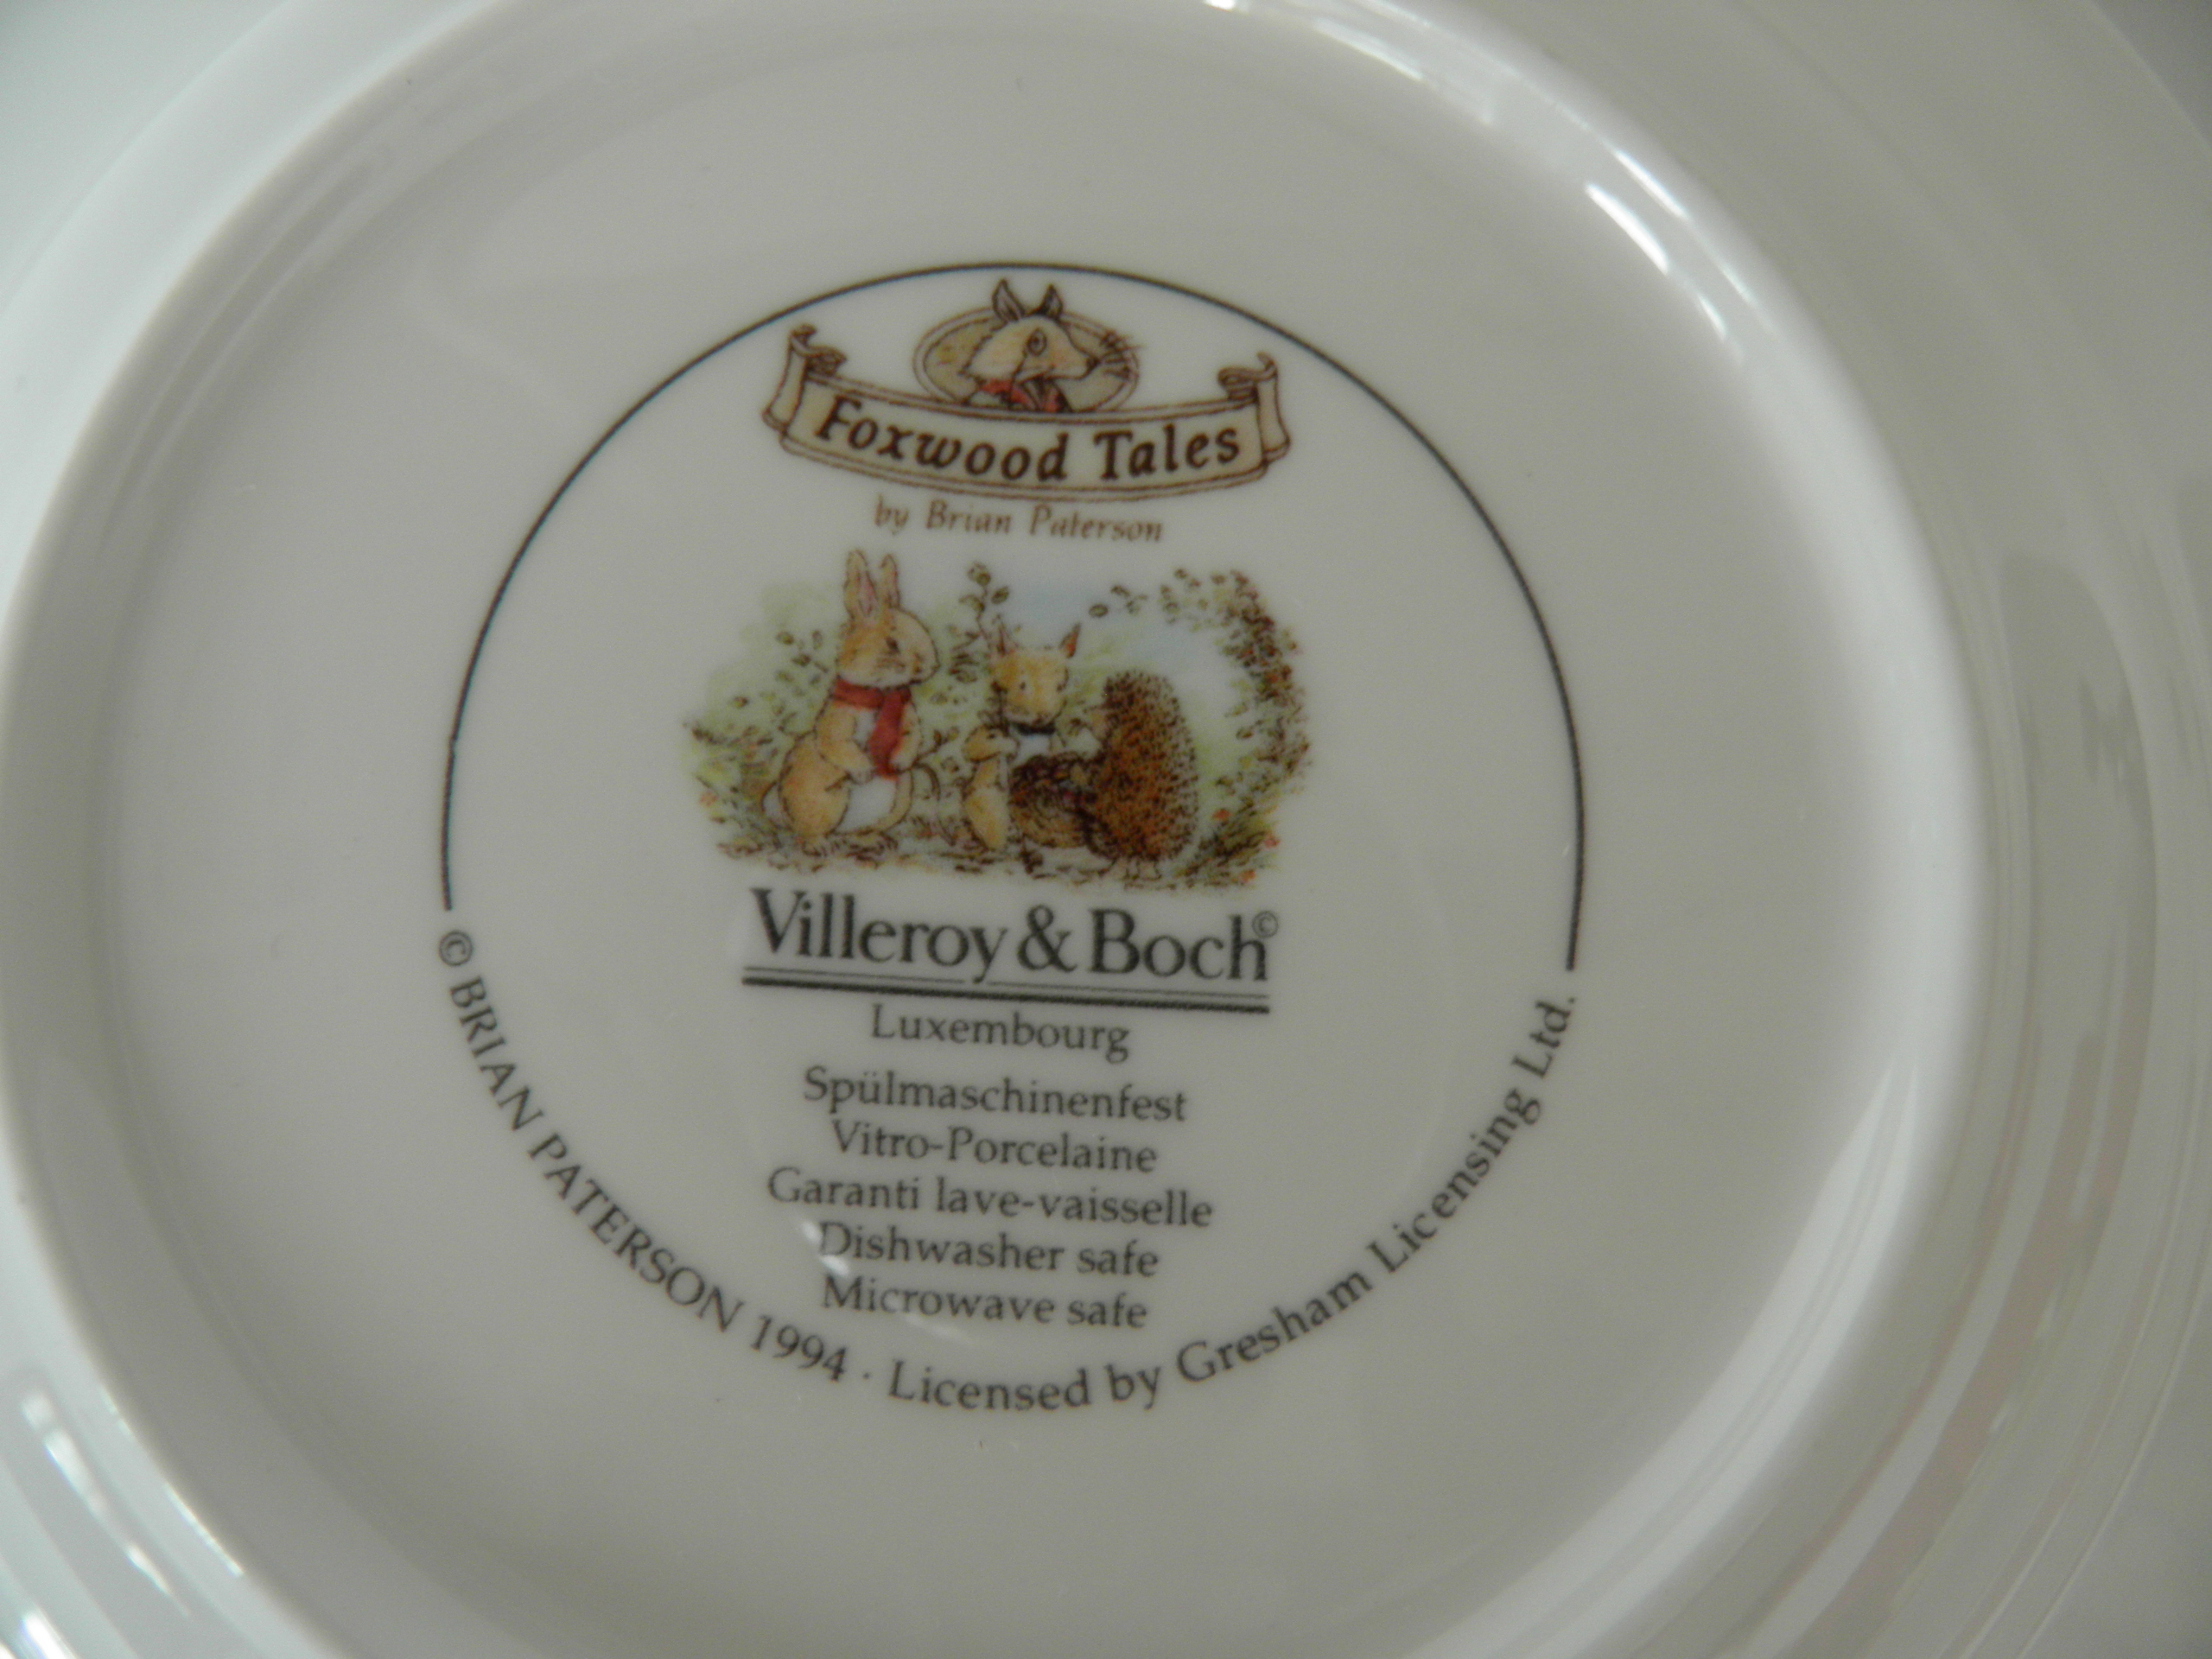 Foxwood Tales
by Brian Paterson
Villeroy & Boch©
Luxembourg
Spülmaschinenfest
Vitro-Porcelaine
Garanti lave-vaisselle
Dishwasher safe
Microwave safe
© BRIAN PATERSON 1994 · Licensed by Gresham Licensing Ltd.